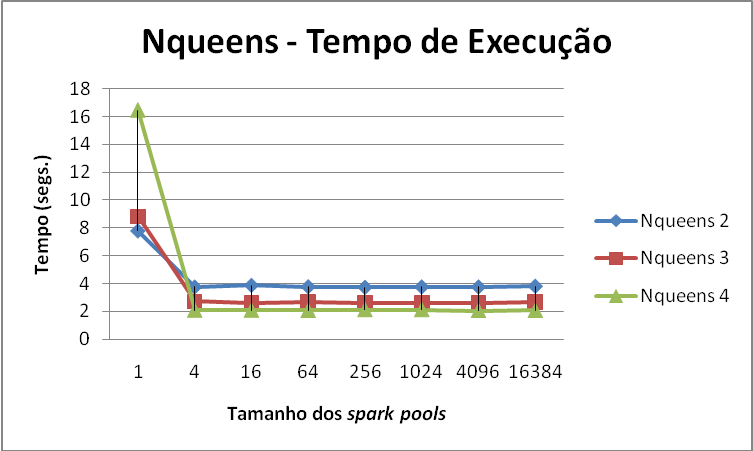 Nqueens - Tempo de Execução
18
16
14
12
10
8
6
4
2
0
Tempo (segs.)
1 4 16 64 256 1024 4096 16384
Tamanho dos spark pools
Nqueens 2
Nqueens 3
Nqueens 4